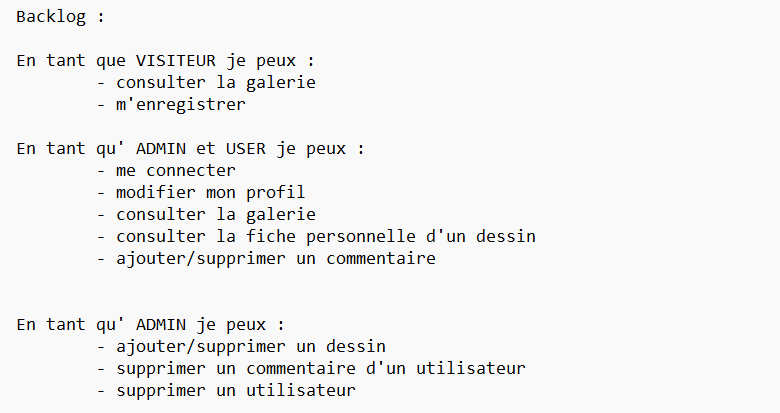 Backlog :
En tant que VISITEUR je peux :
- consulter la galerie
- m'enregistrer
En tant qu' ADMIN et USER je peux :
- me connecter
- modifier mon profil
- consulter la galerie
- consulter la fiche personnelle d'un dessin
- ajouter/supprimer un commentaire
En tant qu' ADMIN je peux :
- ajouter/supprimer un dessin
- supprimer un commentaire d'un utilisateur
- supprimer un utilisateur